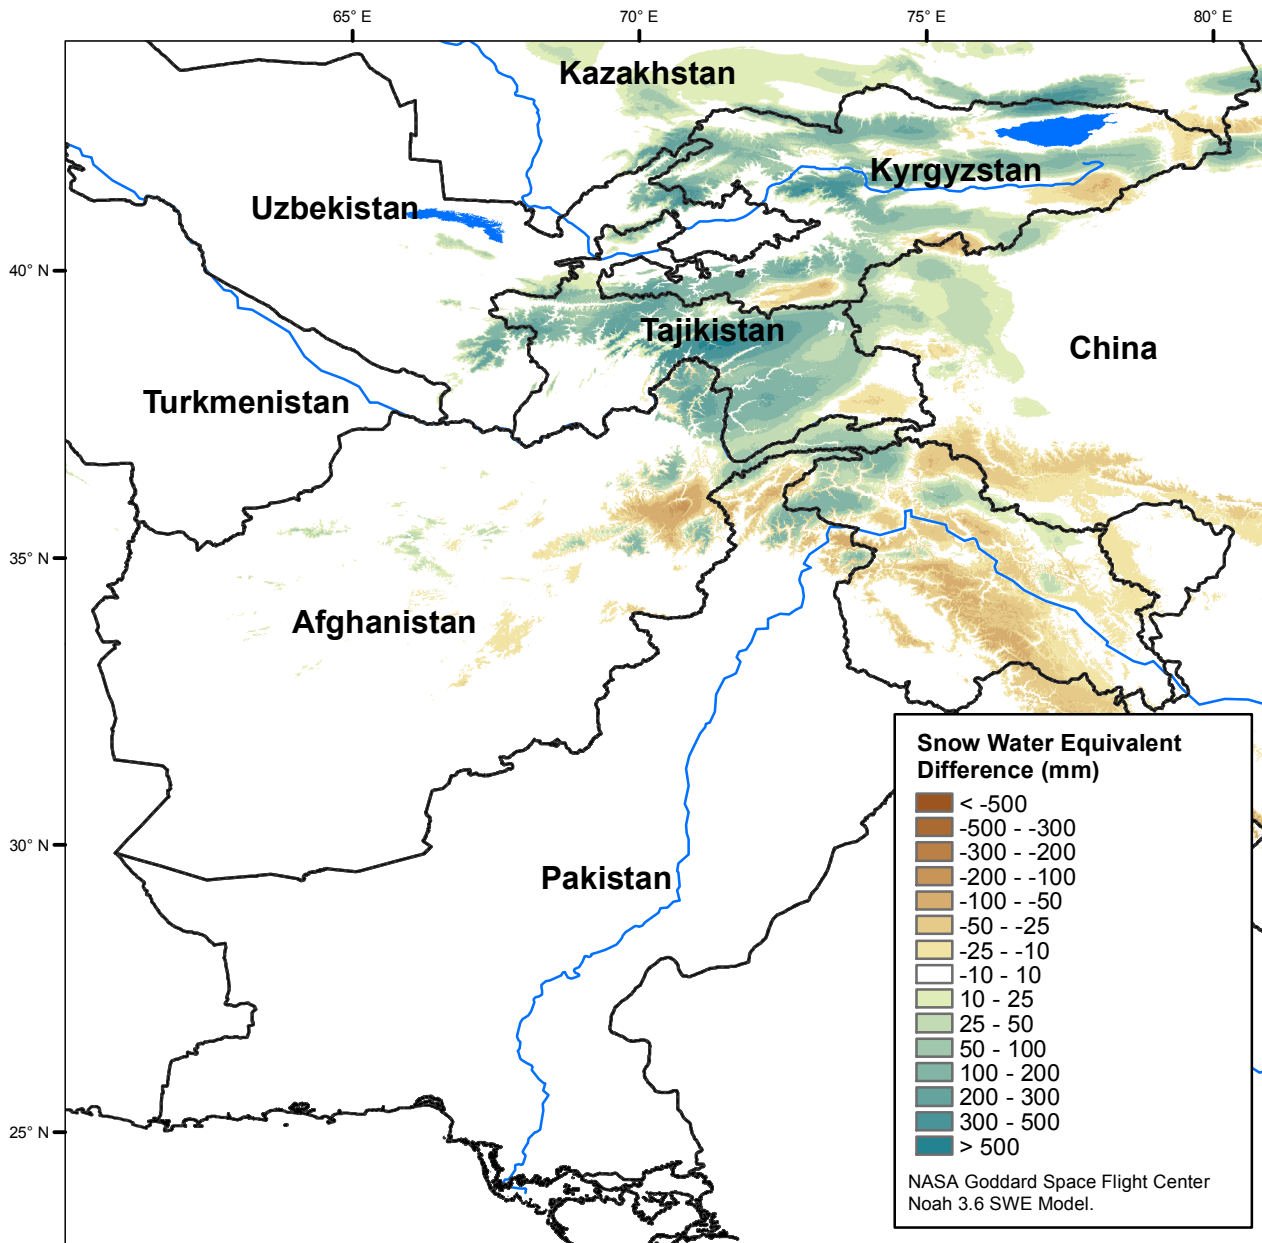 65° E
70° E
75° E
80° E
Kazakhstan
Kyrgyzstan
Uzbekistan
40° N
Tajikistan
China
Turkmenistan
35° N
Afghanistan
30° N
Pakistan
25° N
Snow Water Equivalent
Difference (mm)
< -500
-500 - -300
-300 - -200
-200 - -100
-100 - -50
-50 - -25
-25 - -10
-10 - 10
10 - 25
25 - 50
50 - 100
100 - 200
200 - 300
300 - 500
> 500
NASA Goddard Space Flight Center
Noah 3.6 SWE Model.